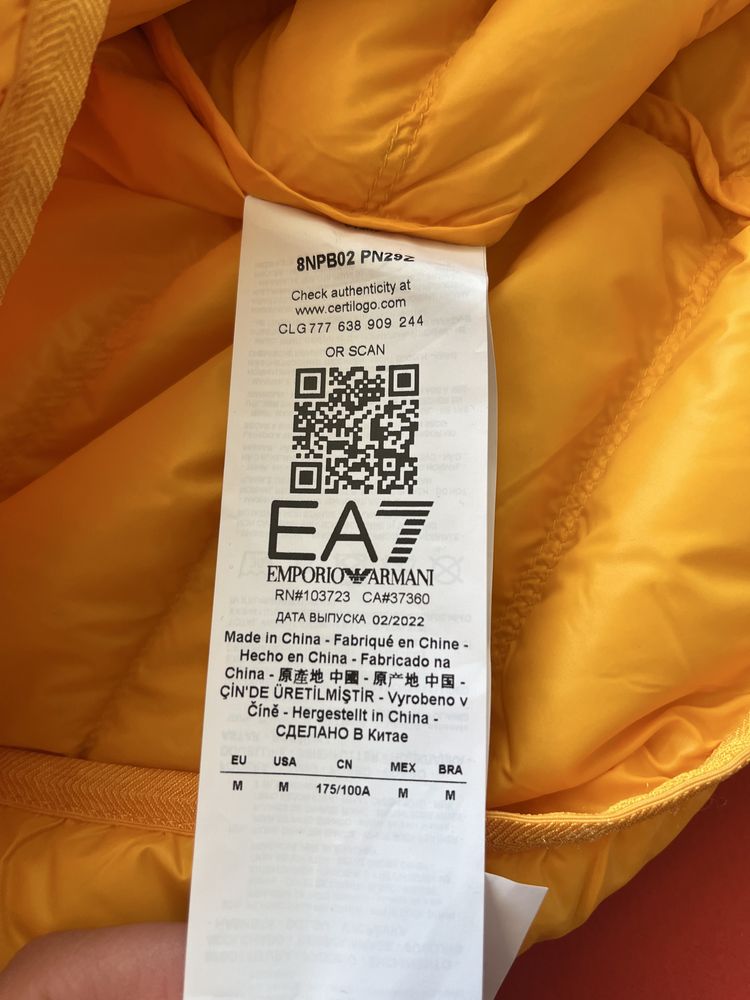 8NPB02 PN29Z
Check authenticity at
www.certilogo.com
CLG777 638 909 244
OR SCAN
EA7
EMPORIO ARMANI
RN#103723 CA#37360
ДАТА ВЫПУСКА 02/2022
Made in China - Fabriqué en Chine -
Hecho en China - Fabricado na
China - 原產地 中國 - 原产地 中国 -
ÇİN'DE ÜRETİLMİŞTİR - Vyrobeno v
Číně - Hergestellt in China -
СДЕЛАНО В Китае
EU USA CN MEX BRA
M M 175/100A M M